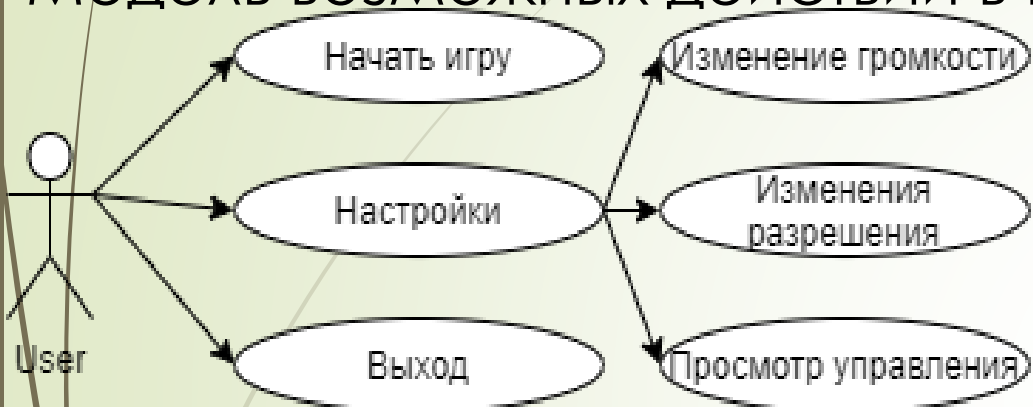 Начать игру
Изменение громкости
Настройки
Изменения
разрешения
User
Выход
Просмотр управления